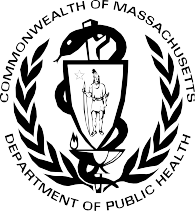 COMMONWEALTH OF MASSACHUSETTS
DEPARTMENT OF PUBLIC HEALTH